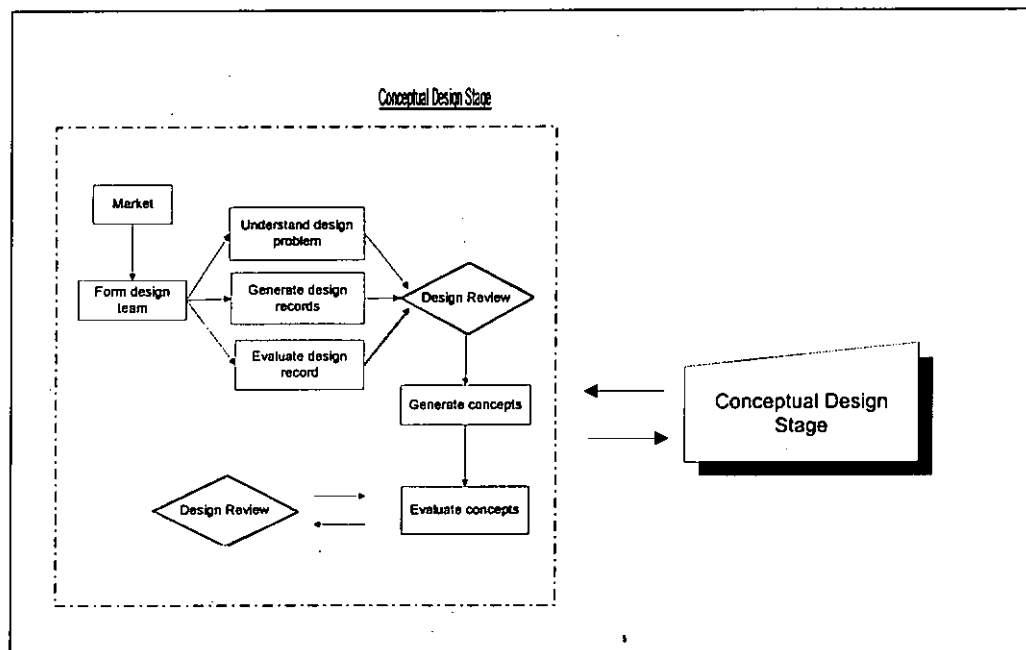 Conceptual Design Stage
Market
Understand design
problem
Form design
team
Generate design
records
Design Review
Evaluate design
record
Generate concepts
Conceptual Design
Stage
Design Review
Evaluate concepts